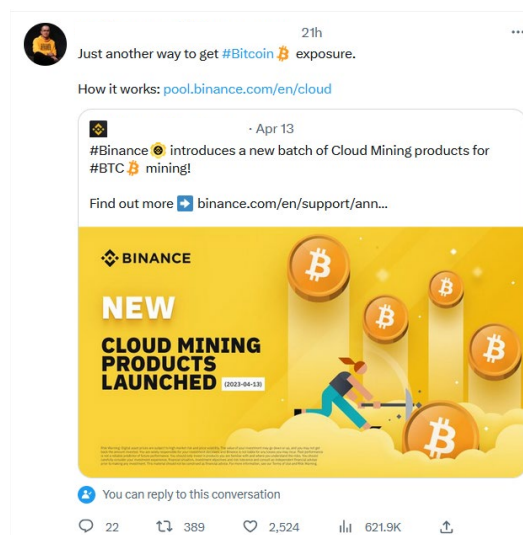 21h
Just another way to get #Bitcoin exposure.
How it works: pool.binance.com/en/cloud
· Apr 13
#Binance introduces a new batch of Cloud Mining products for
#BTC mining!
Find out more ➡️ binance.com/en/support/ann...
BINANCE
NEW
CLOUD MINING
PRODUCTS
LAUNCHED (2023-04-13)
You can reply to this conversation
22 389 2,524 621.9K